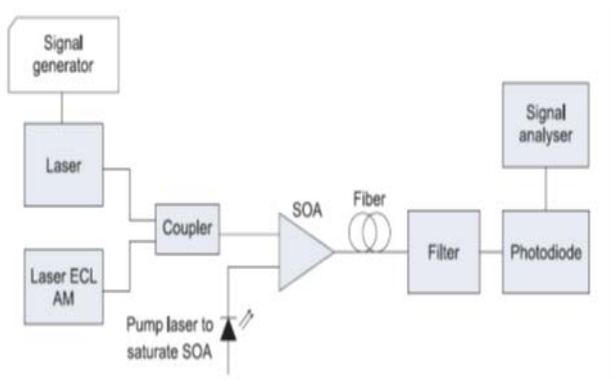 Signal
generator
Laser
Laser ECL
AM
Coupler
Pump laser to
saturate SOA
SOA
Fiber
Filter
Signal
analyser
Photodiode